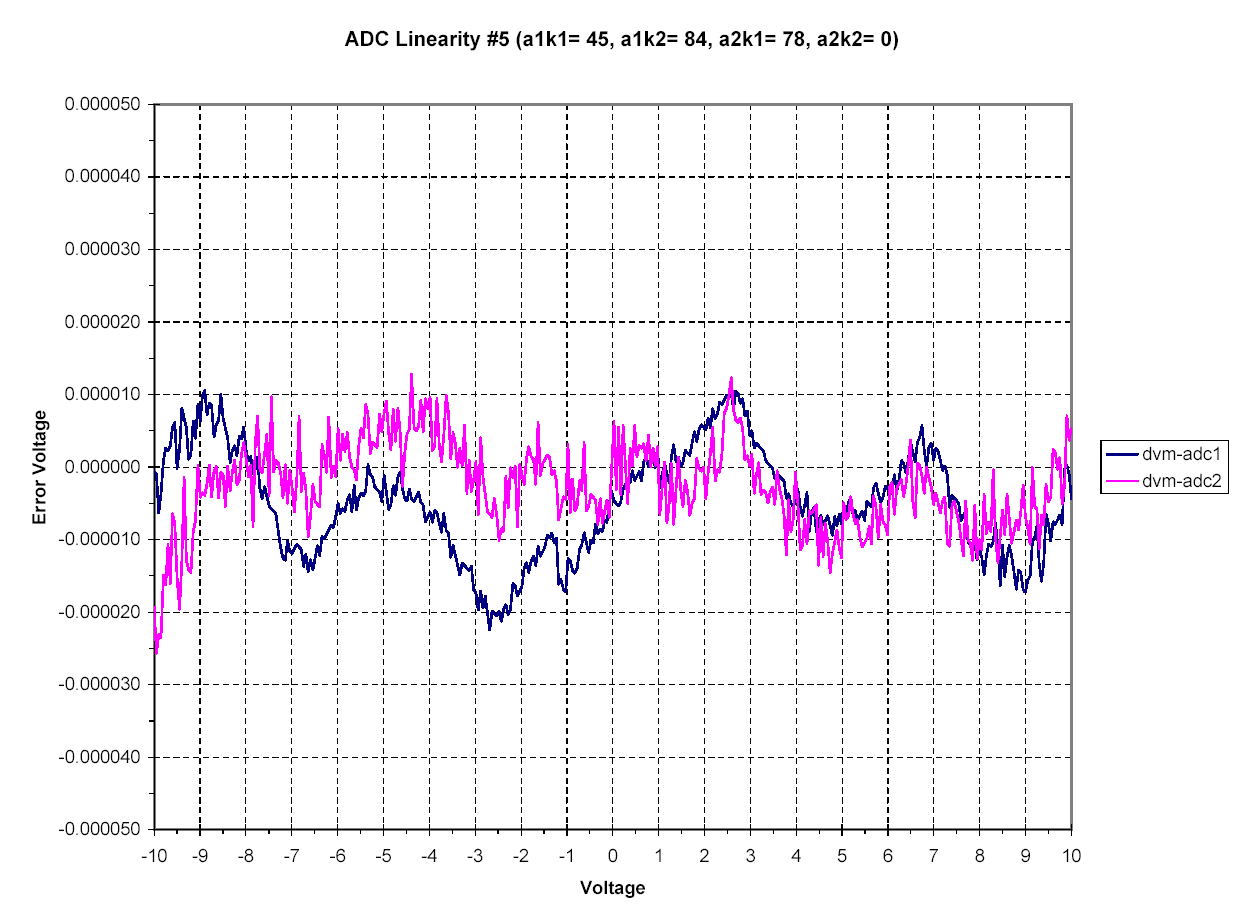 ADC Linearity #5 (a1k1= 45, a1k2= 84, a2k1= 78, a2k2= 0)
0.000050
0.000040
0.000030
0.000020
0.000010
0.000000
-0.000010
-0.000020
-0.000030
-0.000040
-0.000050
Error Voltage
-10 -9 -8 -7 -6 -5 -4 -3 -2 -1 0 1 2 3 4 5 6 7 8 9 10
Voltage
dvm-adc1
dvm-adc2